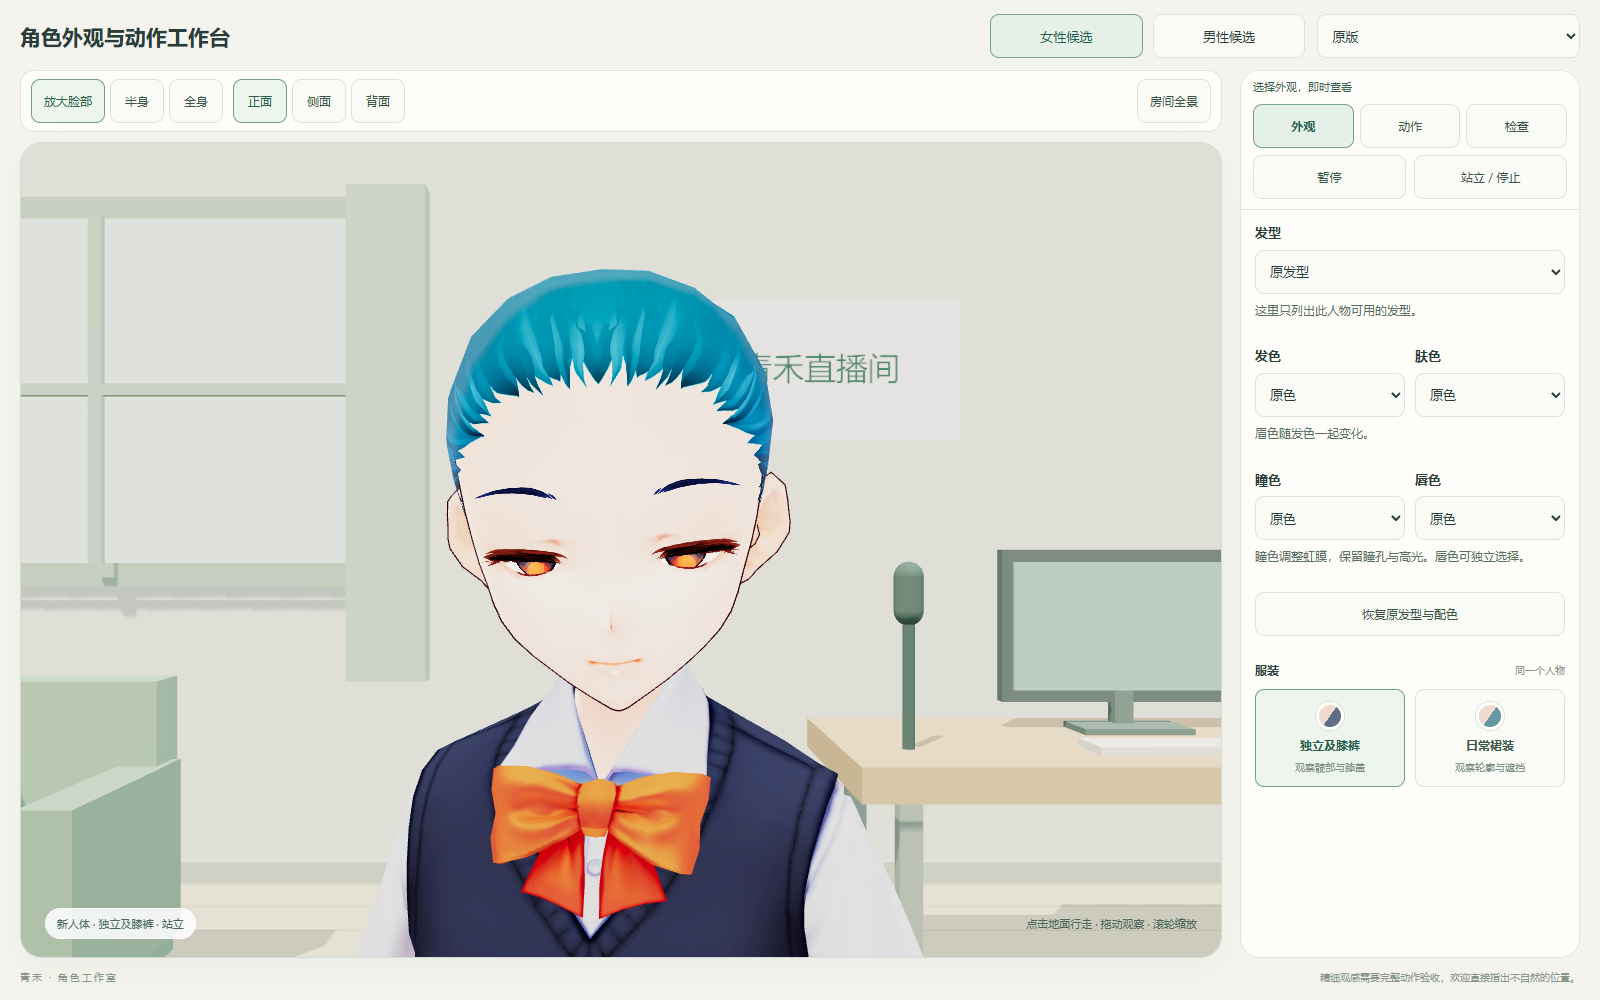 角色外观与动作工作台
女性候选
男性候选
原版
放大脸部
半身
全身
正面
侧面
背面
房间全景
选择外观，即时查看
外观
动作
检查
暂停
站立 / 停止
发型
原发型
这里只列出此人物可用的发型。
发色
肤色
原色
原色
眉色随发色一起变化。
瞳色
唇色
原色
原色
瞳色调整虹膜，保留瞳孔与高光。唇色可独立选择。
恢复原发型与配色
服装
同一个人物
独立及膝裤
观察髋部与膝盖
日常裙装
观察轮廓与遮挡
青禾直播间
新人体 · 独立及膝裤 · 站立
点击地面行走 · 拖动观察 · 滚轮缩放
青禾 · 角色工作室
精细观感需要完整动作验收，欢迎直接指出不自然的位置。